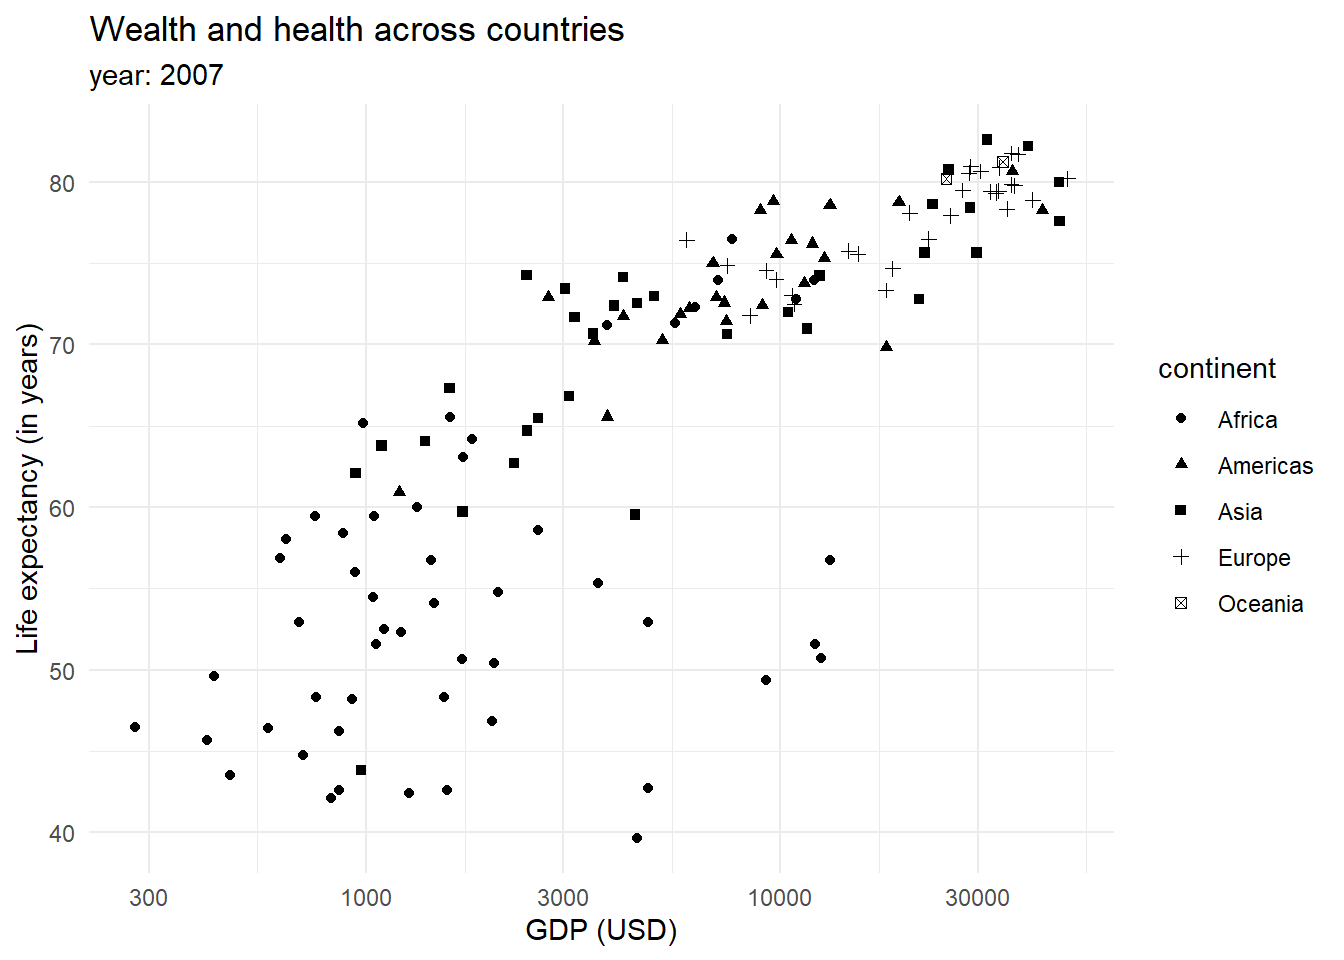 Wealth and health across countries
year: 2007
Life expectancy (in years)
80
70
60
50
40
300 1000 3000 10000 30000
GDP (USD)
continent
Africa
Americas
Asia
Europe
Oceania